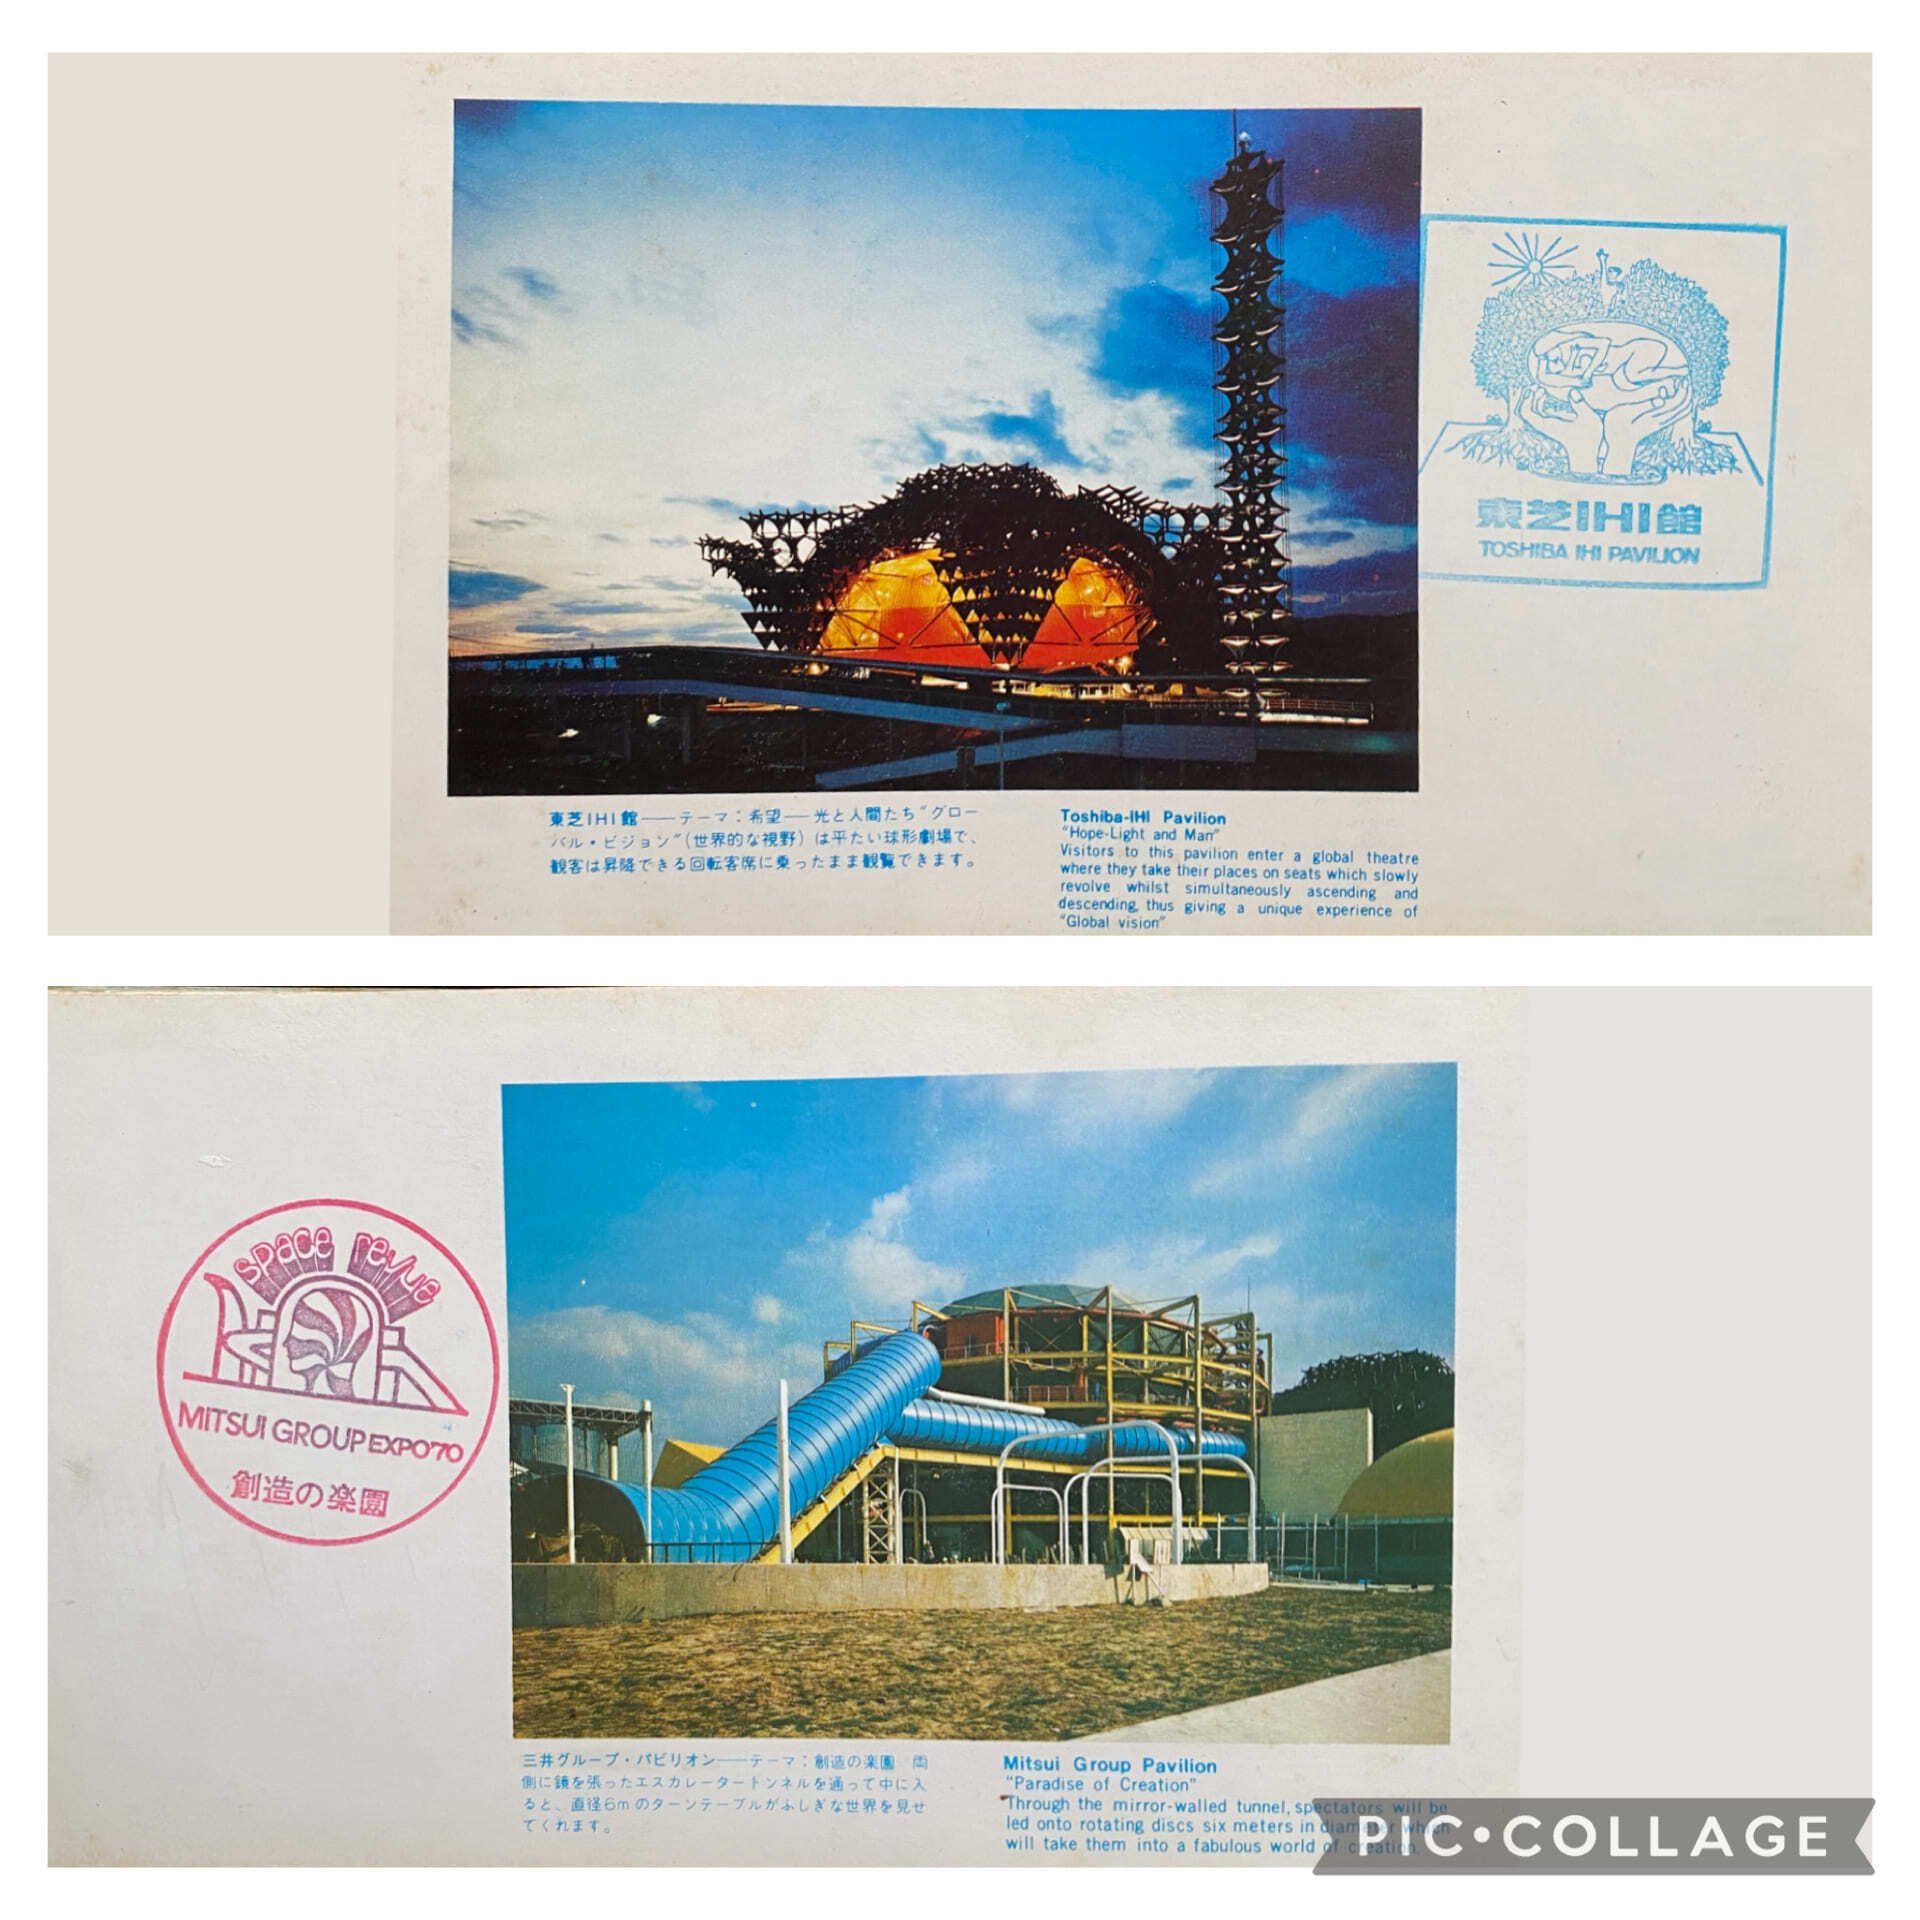 東芝IHI館
TOSHIBA IHI PAVILION
東芝IHI館——テーマ：希望——光と人間たち"グロー
バル・ビジョン"(世界的な視野) は平たい球形劇場で、
観客は昇降できる回転客席に乗ったまま観覧できます。
Toshiba-IHI Pavilion
"Hope-Light and Man"
Visitors to this pavilion enter a global theatre
where they take their places on seats which slowly
revolve whilst simultaneously ascending and
descending, thus giving a unique experience of
"Global vision"
space revue
MITSUI GROUP EXPO'70
創造の楽園
三井グループ・パビリオン——テーマ：創造の楽園 両
側に鏡を張ったエスカレータートンネルを通って中に入
ると、直径6mのターンテーブルがふしぎな世界を見せ
てくれます。
Mitsui Group Pavilion
"Paradise of Creation"
Through the mirror-walled tunnel, spectators will be
led onto rotating discs six meters in diameter which
will take them into a fabulous world of creation.
PIC•COLLAGE